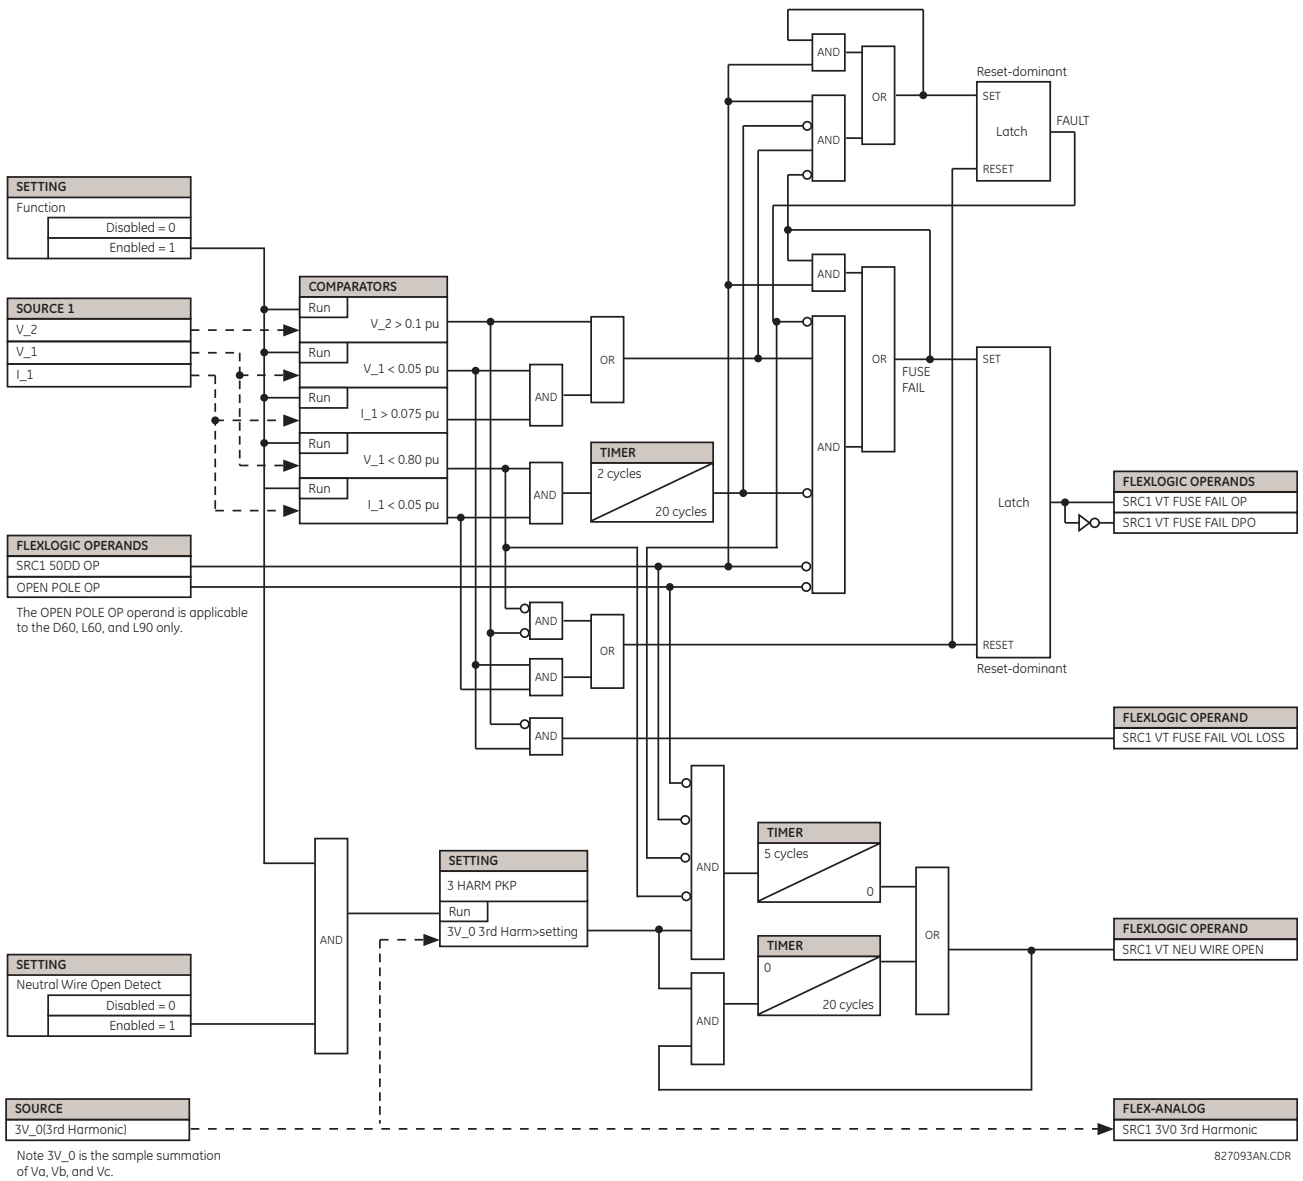 AND
Reset-dominant
OR
SET
FAULT
AND
Latch
RESET
SETTING
Function
Disabled = 0
Enabled = 1
AND
COMPARATORS
SOURCE 1
Run
V_2
V_2 > 0.1 pu
V_1
Run
I_1
V_1 < 0.05 pu
OR
OR
SET
FUSE
FAIL
Run
AND
I_1 > 0.075 pu
Run
V_1 < 0.80 pu
AND
TIMER
2 cycles
20 cycles
Run
AND
I_1 < 0.05 pu
Latch
FLEXLOGIC OPERANDS
SRC1 VT FUSE FAIL OP
SRC1 VT FUSE FAIL DPO
FLEXLOGIC OPERANDS
SRC1 50DD OP
OPEN POLE OP
The OPEN POLE OP operand is applicable
to the D60, L60, and L90 only.
AND
OR
RESET
AND
Reset-dominant
AND
FLEXLOGIC OPERAND
SRC1 VT FUSE FAIL VOL LOSS
AND
TIMER
5 cycles
0
SETTING
3 HARM PKP
Run
3V_0 3rd Harm>setting
AND
OR
FLEXLOGIC OPERAND
SRC1 VT NEU WIRE OPEN
TIMER
0
20 cycles
SETTING
Neutral Wire Open Detect
Disabled = 0
Enabled = 1
AND
SOURCE
3V_0(3rd Harmonic)
FLEX-ANALOG
SRC1 3V0 3rd Harmonic
Note 3V_0 is the sample summation
of Va, Vb, and Vc.
827093AN.CDR